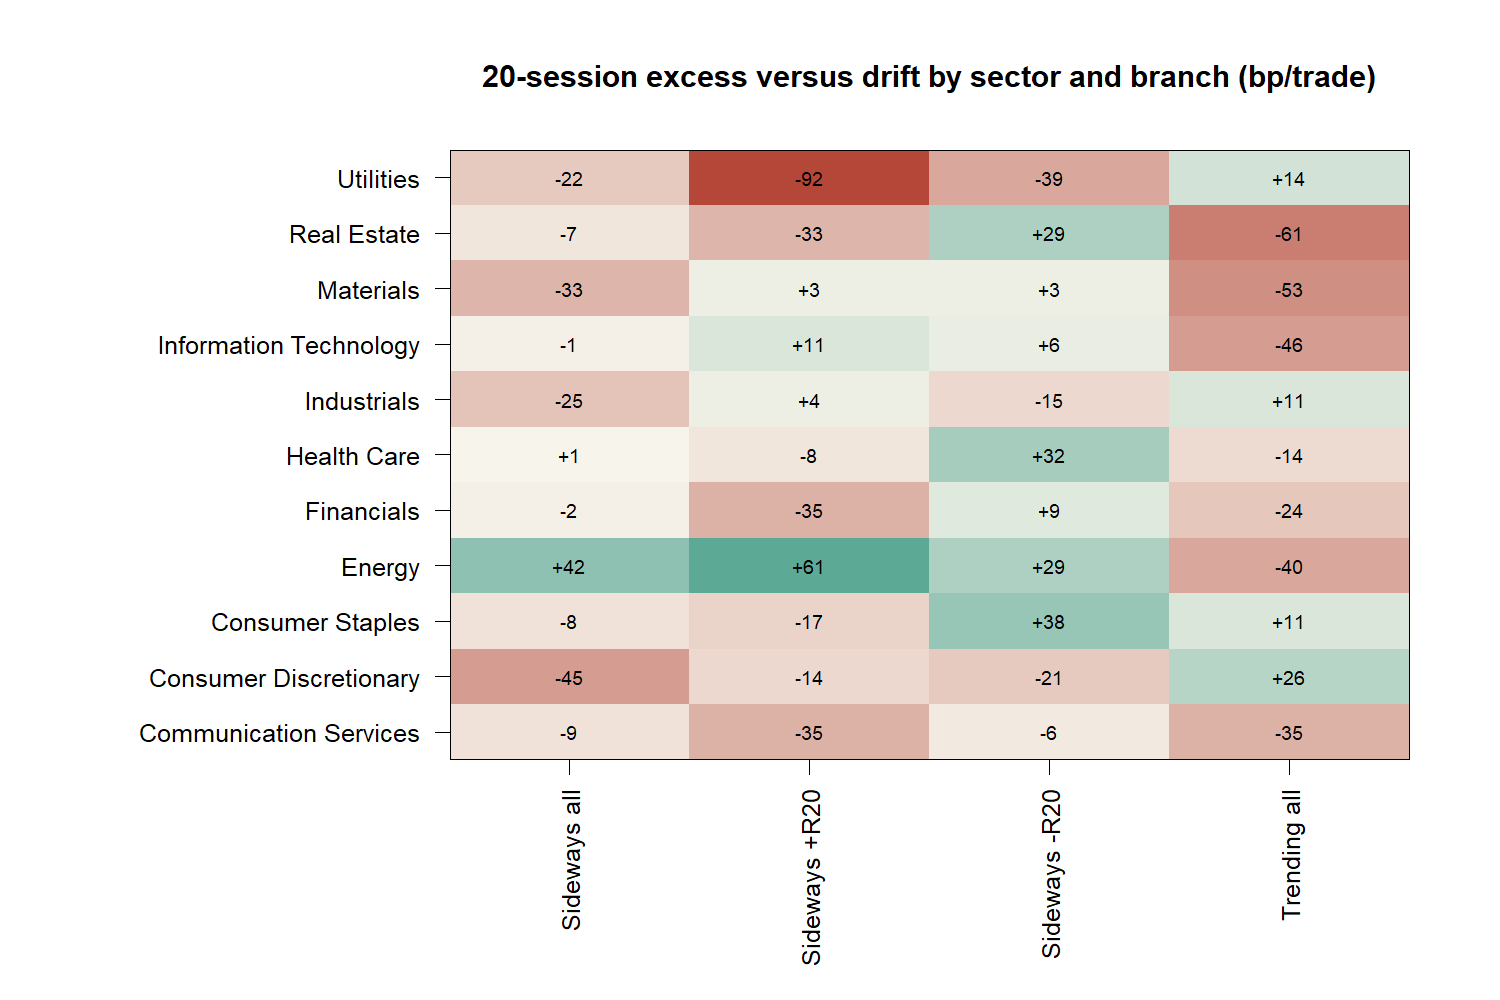 20-session excess versus drift by sector and branch (bp/trade)
Utilities -22 -92 -39 +14
Real Estate -7 -33 +29 -61
Materials -33 +3 +3 -53
Information Technology -1 +11 +6 -46
Industrials -25 +4 -15 +11
Health Care +1 -8 +32 -14
Financials -2 -35 +9 -24
Energy +42 +61 +29 -40
Consumer Staples -8 -17 +38 +11
Consumer Discretionary -45 -14 -21 +26
Communication Services -9 -35 -6 -35
Sideways all
Sideways +R20
Sideways -R20
Trending all